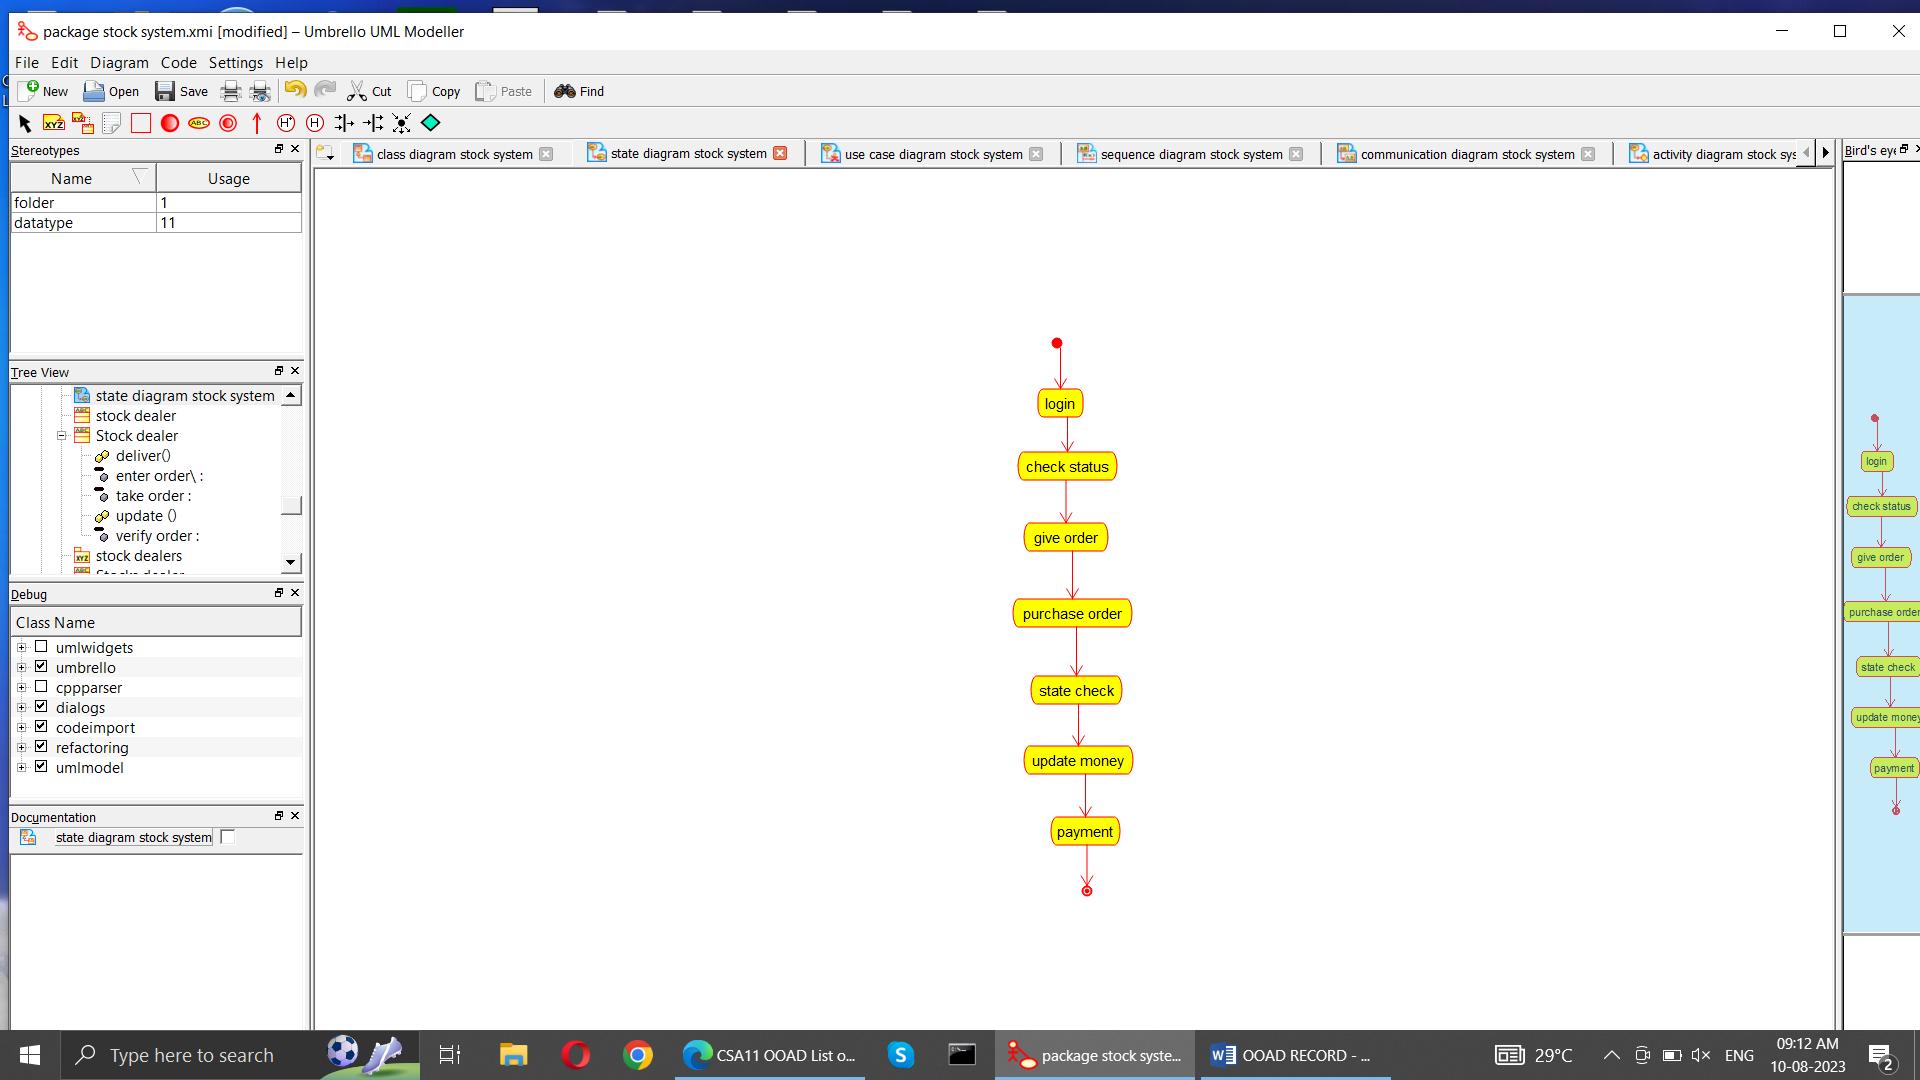 package stock system.xmi [modified] – Umbrello UML Modeller
File Edit Diagram Code Settings Help
New Open Save Cut Copy Paste Find
XYZ XYZ ABC H* H
Stereotypes
class diagram stock system state diagram stock system use case diagram stock system sequence diagram stock system communication diagram stock system activity diagram stock sys
Bird's eye
Name Usage
folder 1
datatype 11
Tree View
state diagram stock system
stock dealer
Stock dealer
deliver()
enter order\ :
take order :
update ()
verify order :
stock dealers
Stocks dealer
Debug
Class Name
umlwidgets
umbrello
cppparser
dialogs
codeimport
refactoring
umlmodel
Documentation
state diagram stock system
login
check status
give order
purchase order
state check
update money
payment
login
check status
give order
purchase order
state check
update money
payment
Type here to search
CSA11 OOAD List o...
package stock syste...
OOAD RECORD - ...
29°C
ENG
09:12 AM
10-08-2023
2